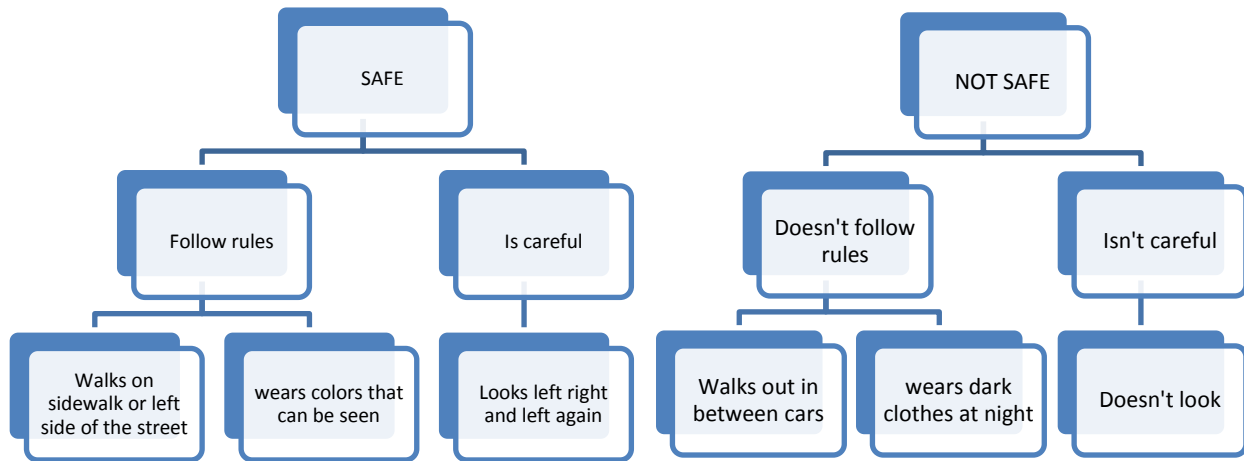 SAFE
NOT SAFE
Follow rules
Is careful
Doesn't follow
rules
Isn't careful
Walks on
sidewalk or left
side of the street
wears colors that
can be seen
Looks left right
and left again
Walks out in
between cars
wears dark
clothes at night
Doesn't look